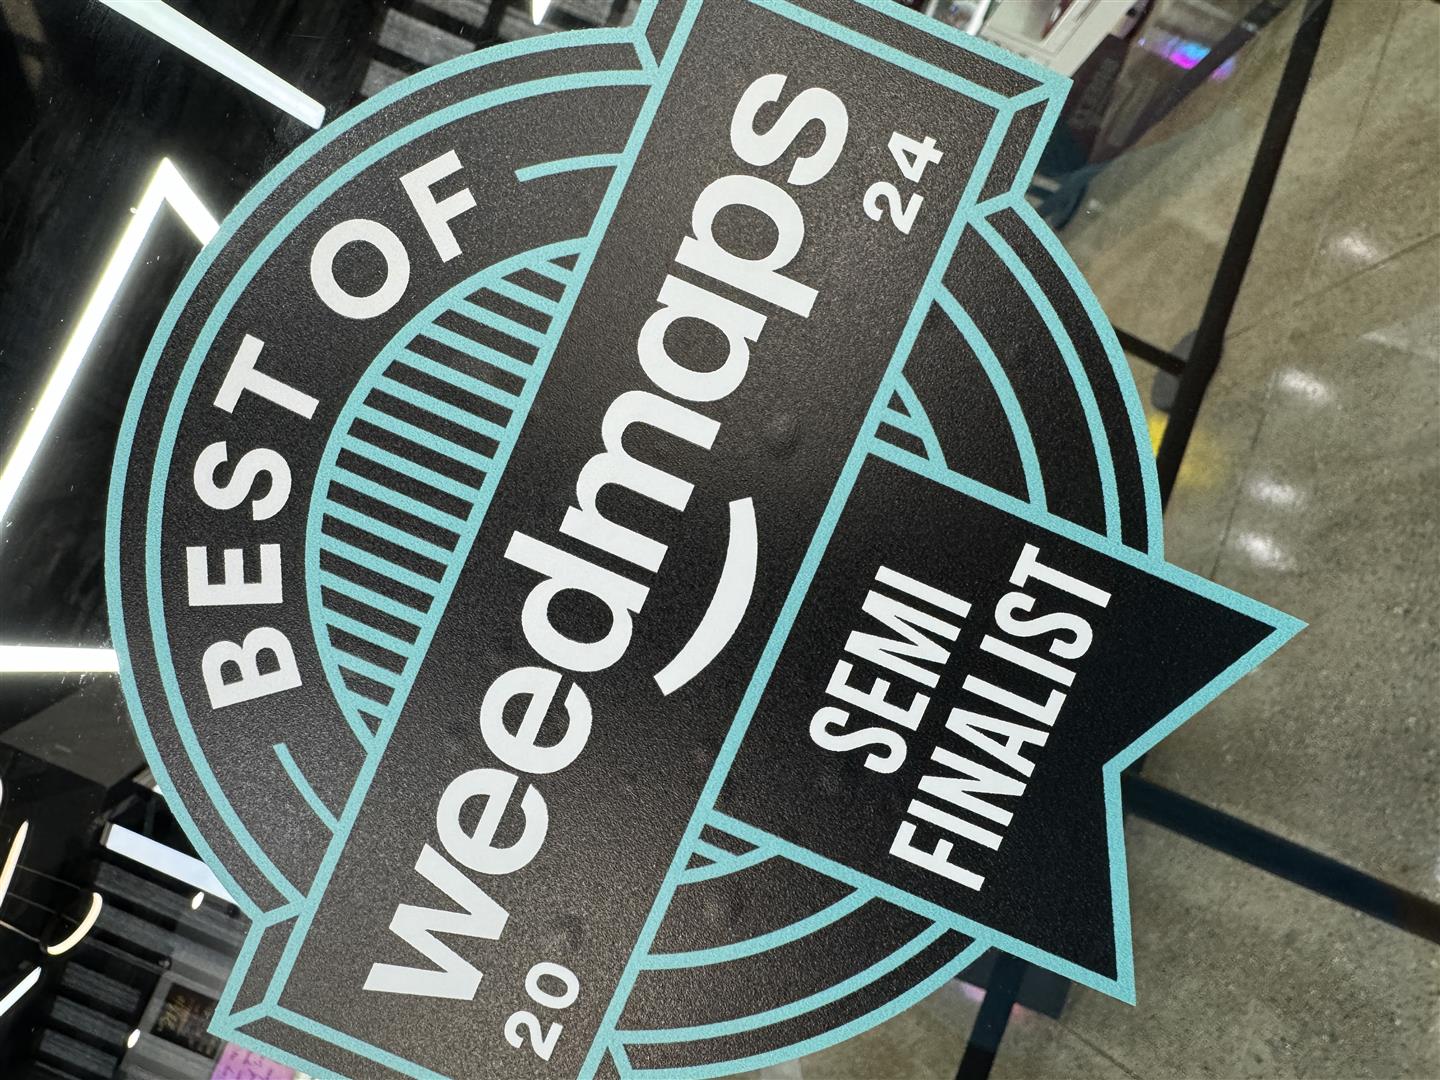 BEST OF
weedmaps
20 24
SEMI
FINALIST